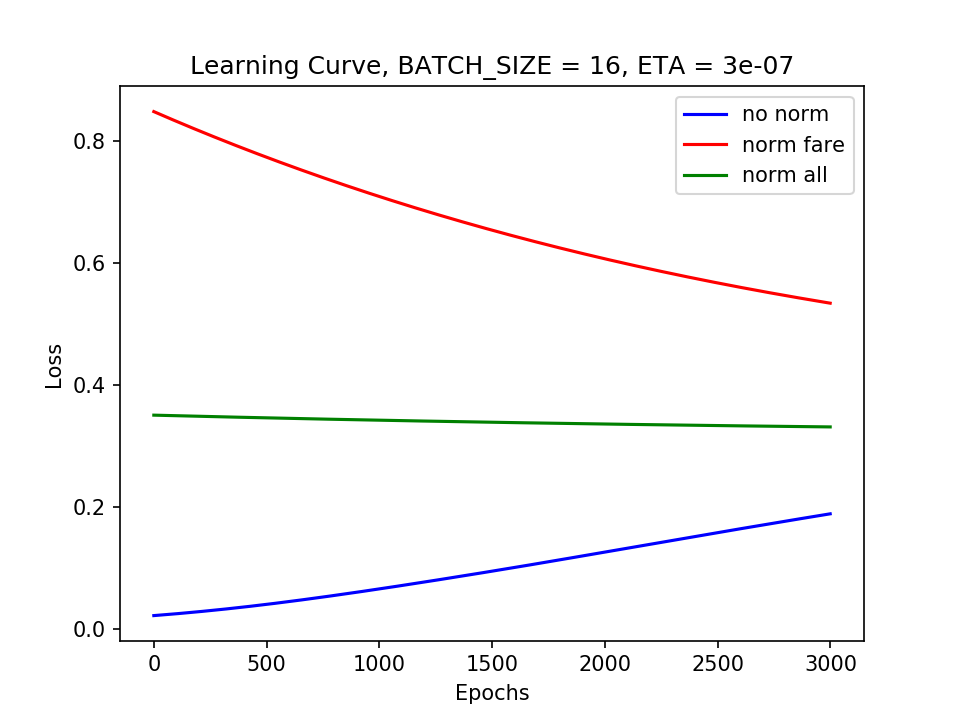 Learning Curve, BATCH_SIZE = 16, ETA = 3e-07
no norm
norm fare
norm all
0.8
0.6
0.4
0.2
0.0
Loss
0 500 1000 1500 2000 2500 3000
Epochs